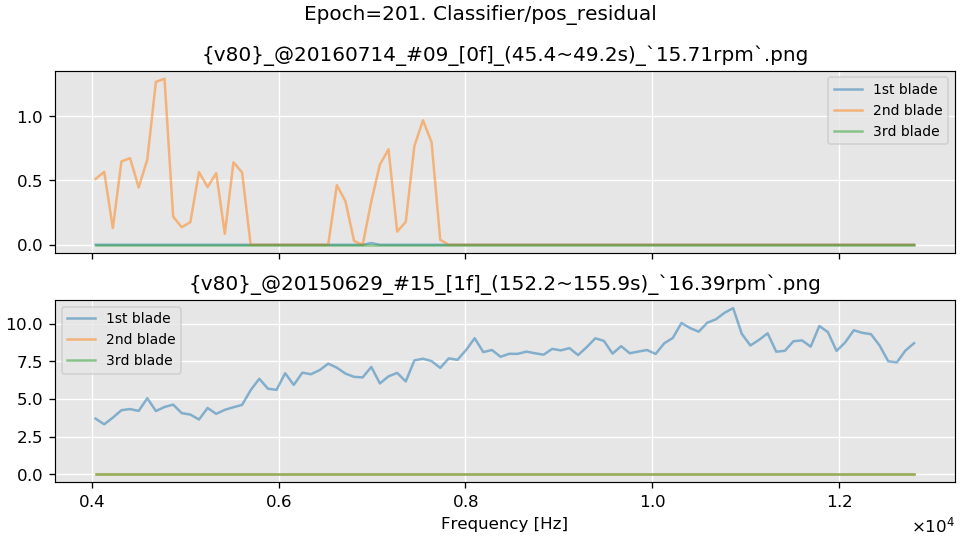 Epoch=201. Classifier/pos_residual
{v80}_@20160714_#09_[0f]_(45.4~49.2s)_`15.71rpm`.png
1st blade
2nd blade
3rd blade
1.0
0.5
0.0
{v80}_@20150629_#15_[1f]_(152.2~155.9s)_`16.39rpm`.png
1st blade
2nd blade
3rd blade
10.0
7.5
5.0
2.5
0.0
0.4 0.6 0.8 1.0 1.2
Frequency [Hz]
×10⁴